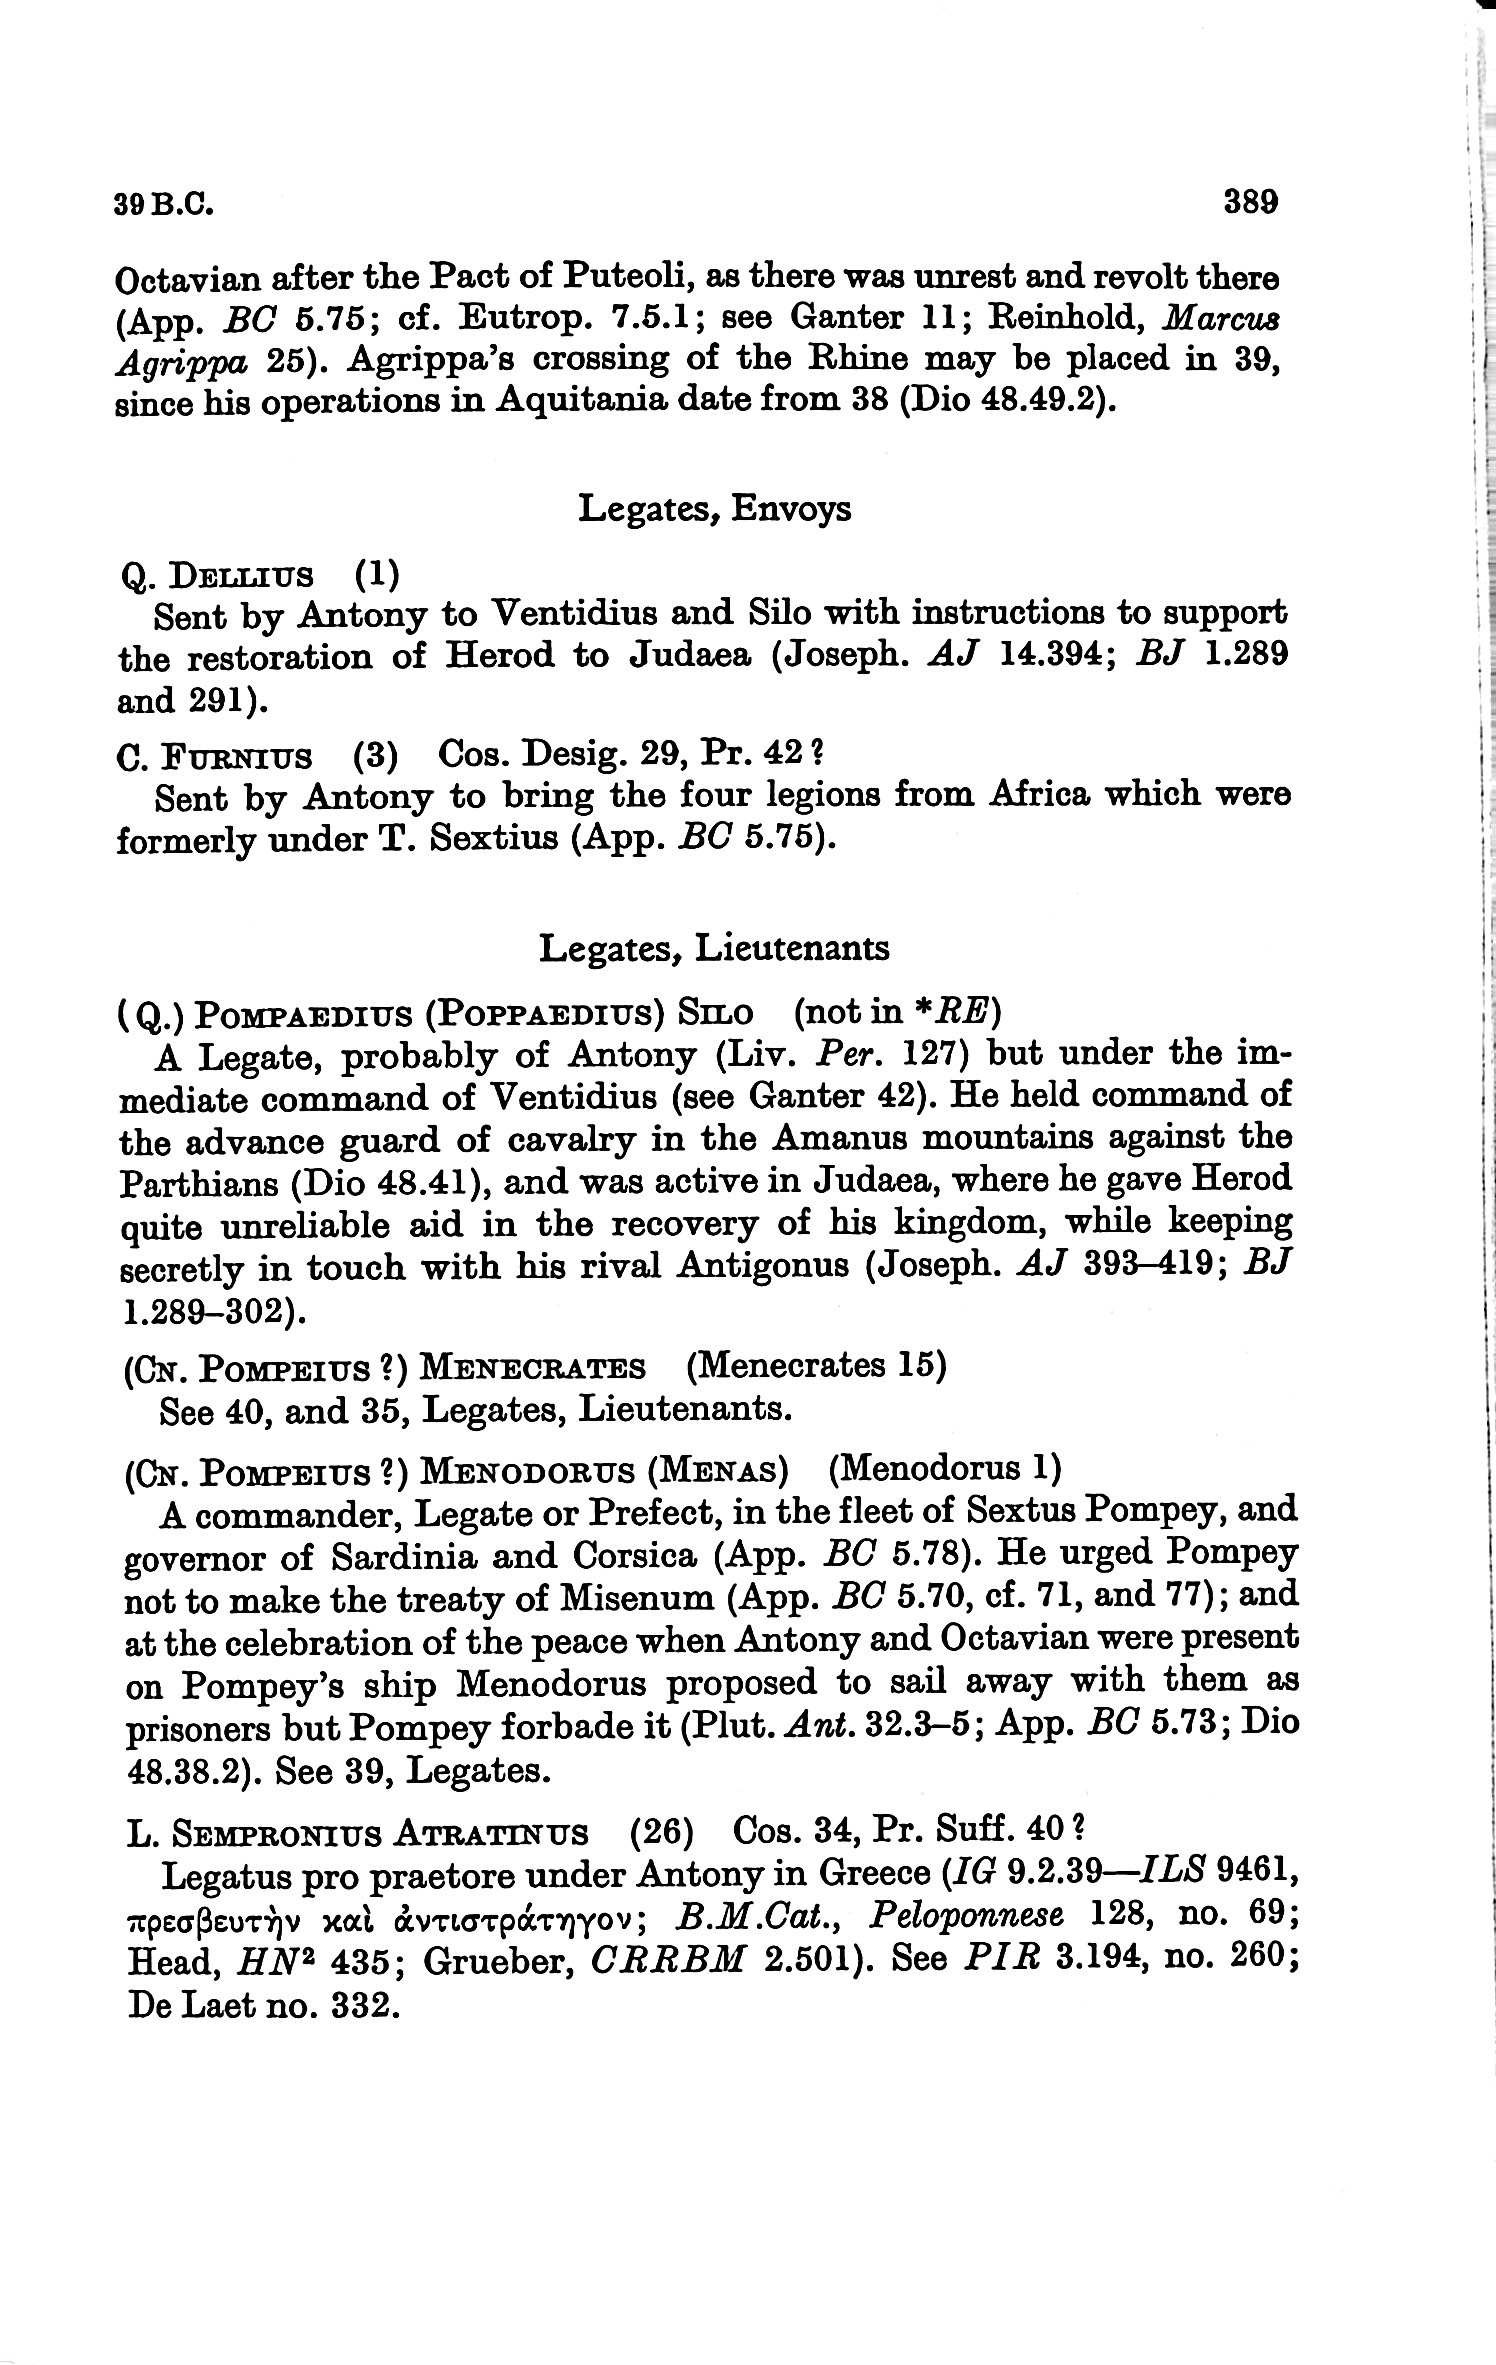 39 B.C. 389
Octavian after the Pact of Puteoli, as there was unrest and revolt there
(App. BC 5.75; cf. Eutrop. 7.5.1; see Ganter 11; Reinhold, Marcus
Agrippa 25). Agrippa's crossing of the Rhine may be placed in 39,
since his operations in Aquitania date from 38 (Dio 48.49.2).
Legates, Envoys
Q. DELLIUS (1)
Sent by Antony to Ventidius and Silo with instructions to support
the restoration of Herod to Judaea (Joseph. AJ 14.394; BJ 1.289
and 291).
C. FURNIUS (3) Cos. Desig. 29, Pr. 42?
Sent by Antony to bring the four legions from Africa which were
formerly under T. Sextius (App. BC 5.75).
Legates, Lieutenants
(Q.) POMPAEDIUS (POPPAEDIUS) SILO (not in *RE)
A Legate, probably of Antony (Liv. Per. 127) but under the im-
mediate command of Ventidius (see Ganter 42). He held command of
the advance guard of cavalry in the Amanus mountains against the
Parthians (Dio 48.41), and was active in Judaea, where he gave Herod
quite unreliable aid in the recovery of his kingdom, while keeping
secretly in touch with his rival Antigonus (Joseph. AJ 393–419; BJ
1.289–302).
(CN. POMPEIUS?) MENECRATES (Menecrates 15)
See 40, and 35, Legates, Lieutenants.
(CN. POMPEIUS?) MENODORUS (MENAS) (Menodorus 1)
A commander, Legate or Prefect, in the fleet of Sextus Pompey, and
governor of Sardinia and Corsica (App. BC 5.78). He urged Pompey
not to make the treaty of Misenum (App. BC 5.70, cf. 71, and 77); and
at the celebration of the peace when Antony and Octavian were present
on Pompey's ship Menodorus proposed to sail away with them as
prisoners but Pompey forbade it (Plut. Ant. 32.3–5; App. BC 5.73; Dio
48.38.2). See 39, Legates.
L. SEMPRONIUS ATRATINUS (26) Cos. 34, Pr. Suff. 40?
Legatus pro praetore under Antony in Greece (IG 9.2.39—ILS 9461,
πρεσβευτὴν καὶ ἀντιστράτηγον; B.M.Cat., Peloponnese 128, no. 69;
Head, HN² 435; Grueber, CRRBM 2.501). See PIR 3.194, no. 260;
De Laet no. 332.